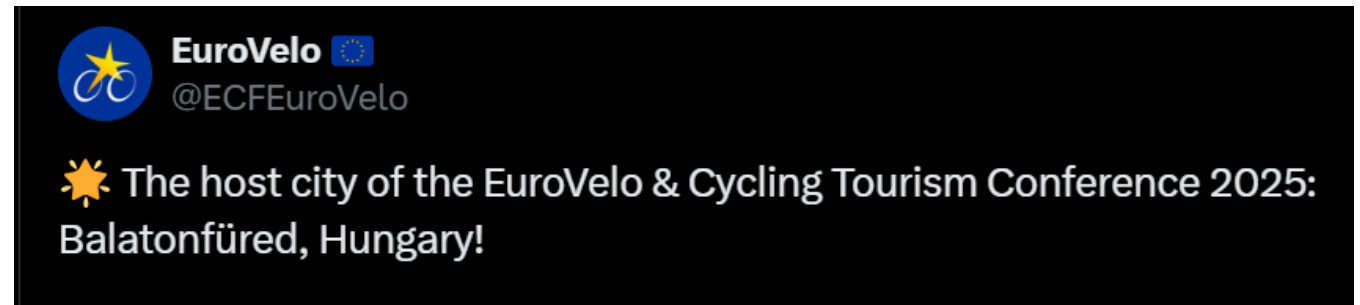 EuroVelo 🇪🇺
@ECFEuroVelo
🌟 The host city of the EuroVelo & Cycling Tourism Conference 2025:
Balatonfüred, Hungary!